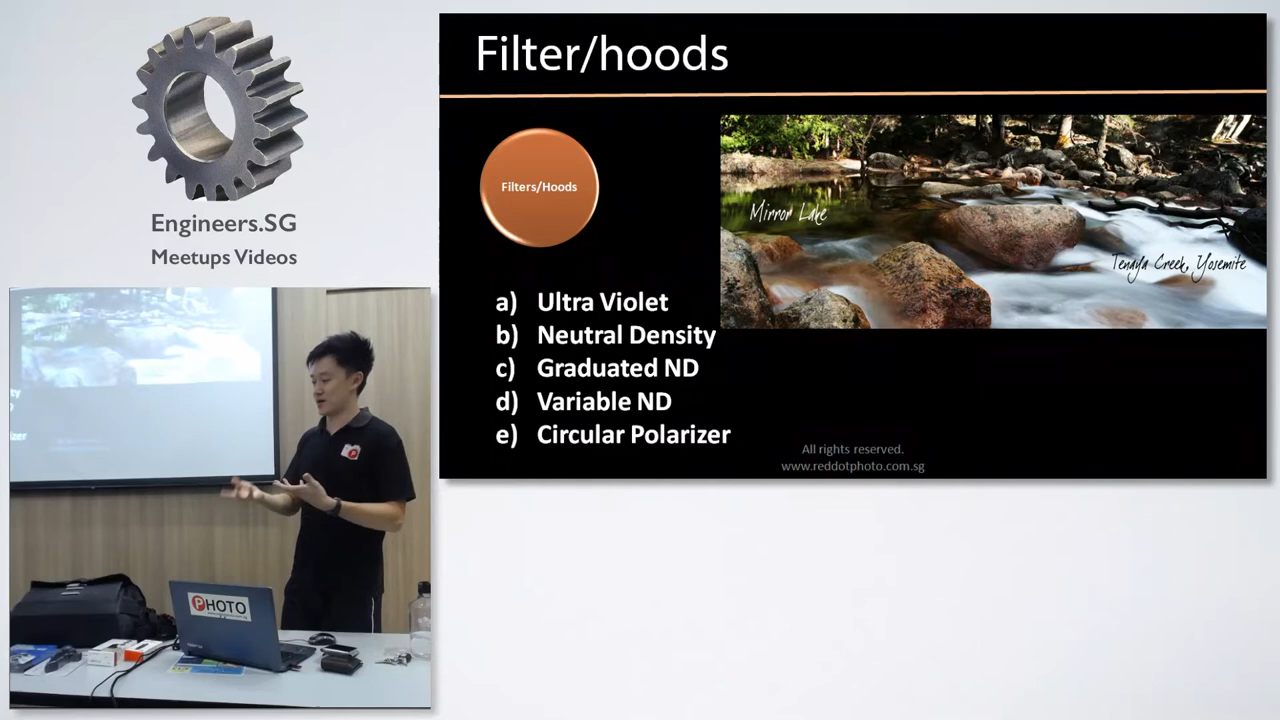 Engineers.SG
Meetups Videos
Filter/hoods
Filters/Hoods
Mirror Lake
Tenaya Creek, Yosemite
a) Ultra Violet
b) Neutral Density
c) Graduated ND
d) Variable ND
e) Circular Polarizer
All rights reserved.
www.reddotphoto.com.sg
PHOTO